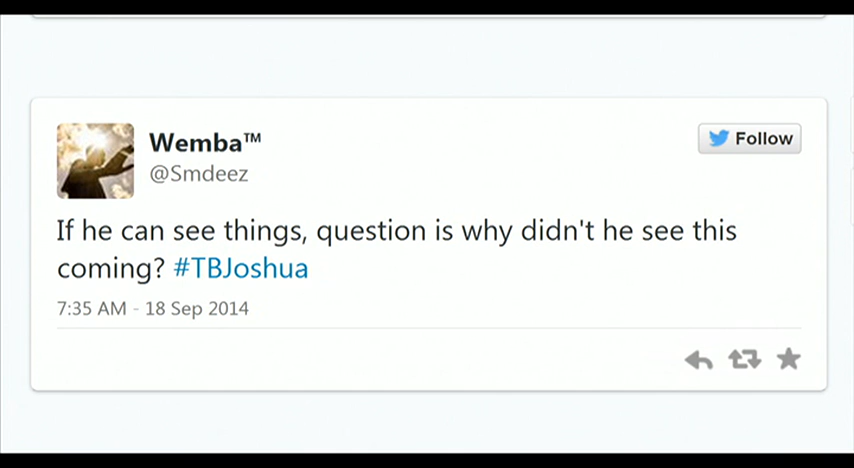 Wemba™
@Smdeez
Follow
If he can see things, question is why didn't he see this
coming? #TBJoshua
7:35 AM - 18 Sep 2014